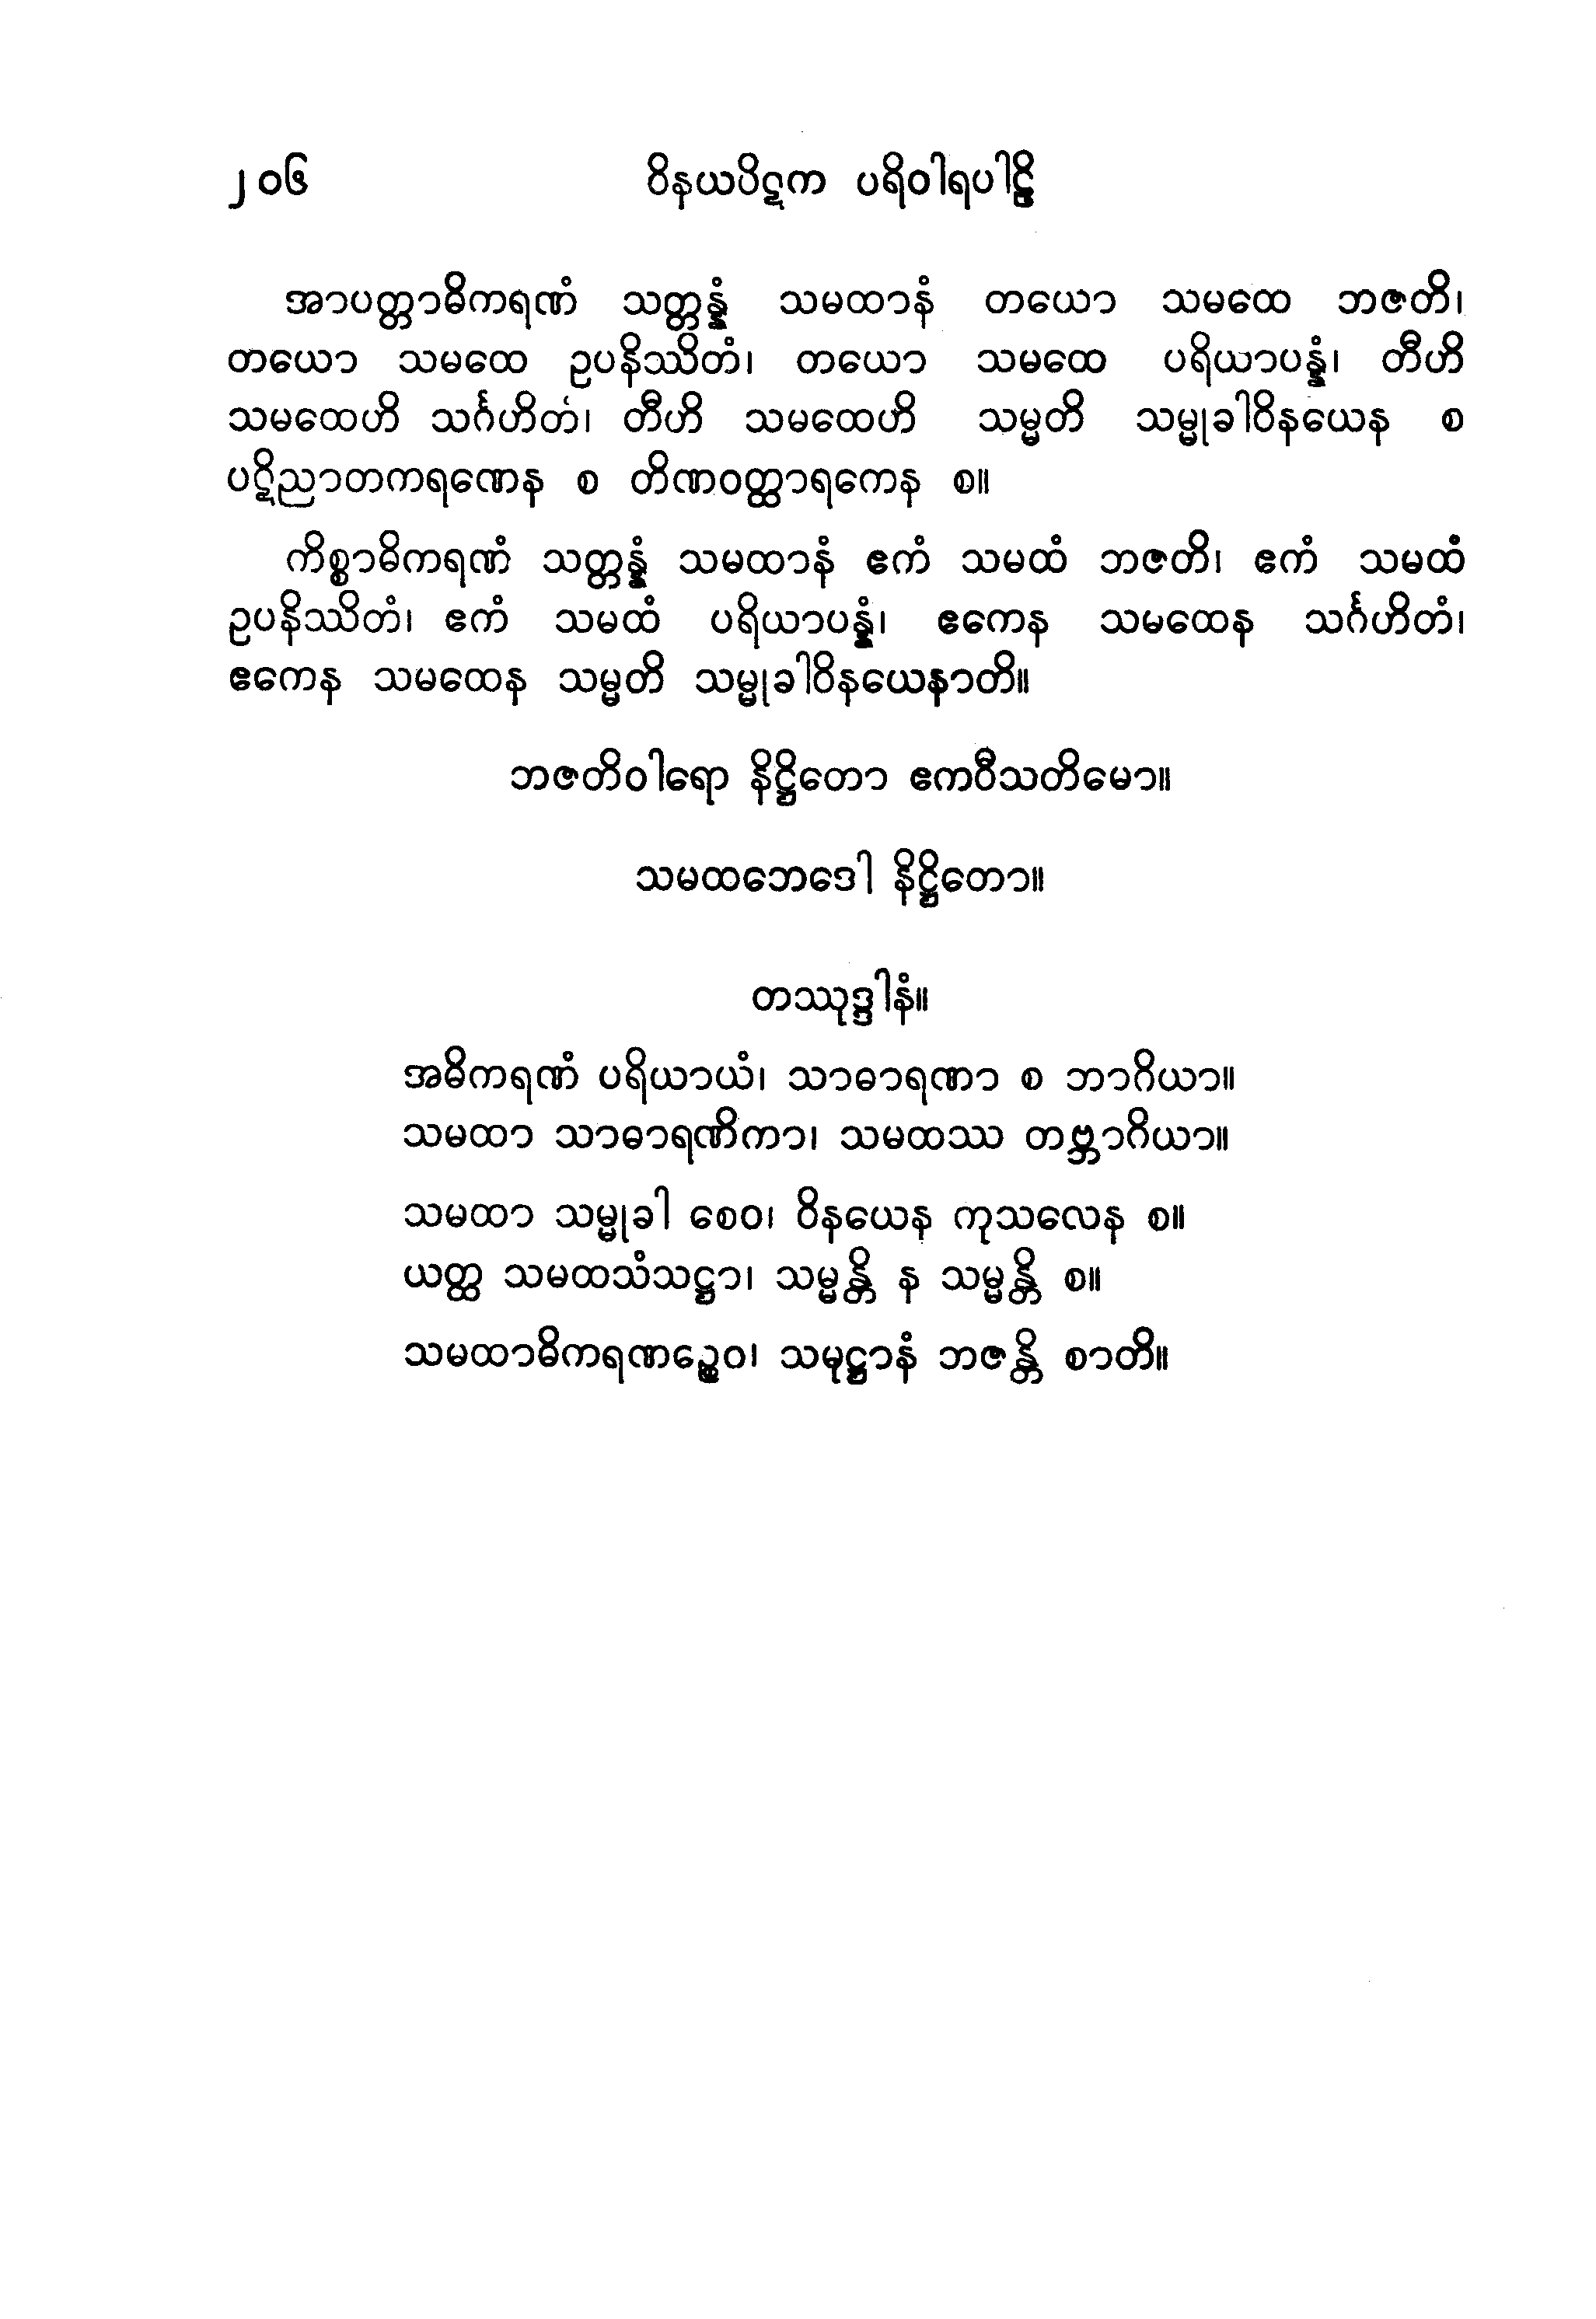 ၂၀၆ ဝိနယပိဋက ပရိဝါရပါဠိ
အာပတ္တာဓိကရဏံ သတ္တန္နံ သမထာနံ တယော သမထေ ဘဇတိ၊
တယော သမထေ ဥပနိဿိတံ၊ တယော သမထေ ပရိယာပန္နံ၊ တီဟိ
သမထေဟိ သင်္ဂဟိတံ၊ တီဟိ သမထေဟိ သမ္မတိ သမ္မုခါဝိနယေန စ
ပဋိညာတကရဏေန စ တိဏဝတ္ထာရကေန စ။
ကိစ္စာဓိကရဏံ သတ္တန္နံ သမထာနံ ဧကံ သမထံ ဘဇတိ၊ ဧကံ သမထံ
ဥပနိဿိတံ၊ ဧကံ သမထံ ပရိယာပန္နံ၊ ဧကေန သမထေန သင်္ဂဟိတံ၊
ဧကေန သမထေန သမ္မတိ သမ္မုခါဝိနယေနာတိ။
ဘဇတိဝါရော နိဋ္ဌိတော ဧကဝီသတိမော။
သမထဘေဒေါ နိဋ္ဌိတော။
တဿုဒ္ဒါနံ။
အဓိကရဏံ ပရိယာယံ၊ သာဓာရဏာ စ ဘာဂိယာ။
သမထာ သာဓာရဏိကာ၊ သမထဿ တဗ္ဘာဂိယာ။
သမထာ သမ္မုခါ စေဝ၊ ဝိနယေန ကုသလေန စ။
ယတ္ထ သမထသံသဋ္ဌာ၊ သမ္မန္တိ န သမ္မန္တိ စ။
သမထာဓိကရဏဉ္စေဝ၊ သမုဋ္ဌာနံ ဘဇန္တိ စာတိ။